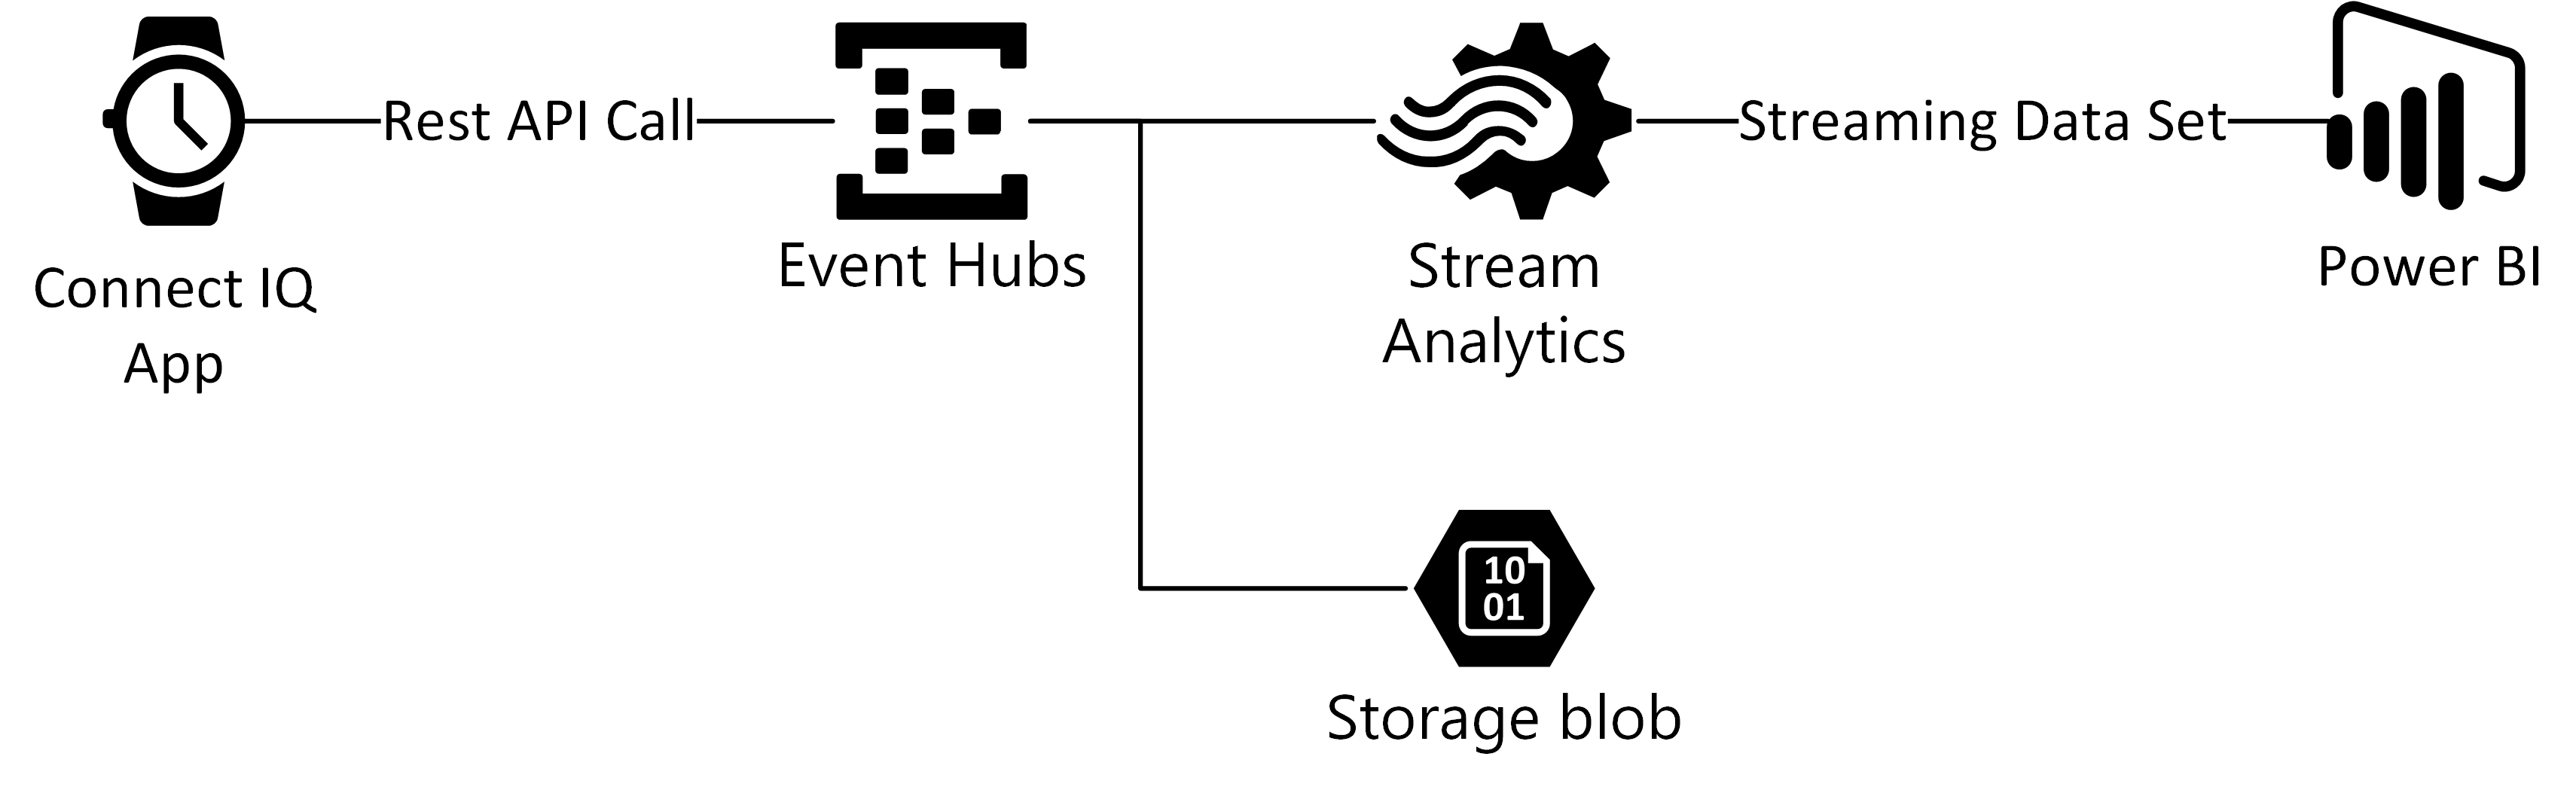 Rest API Call
Streaming Data Set
Connect IQ
App
Event Hubs
Stream
Analytics
Power BI
10
01
Storage blob